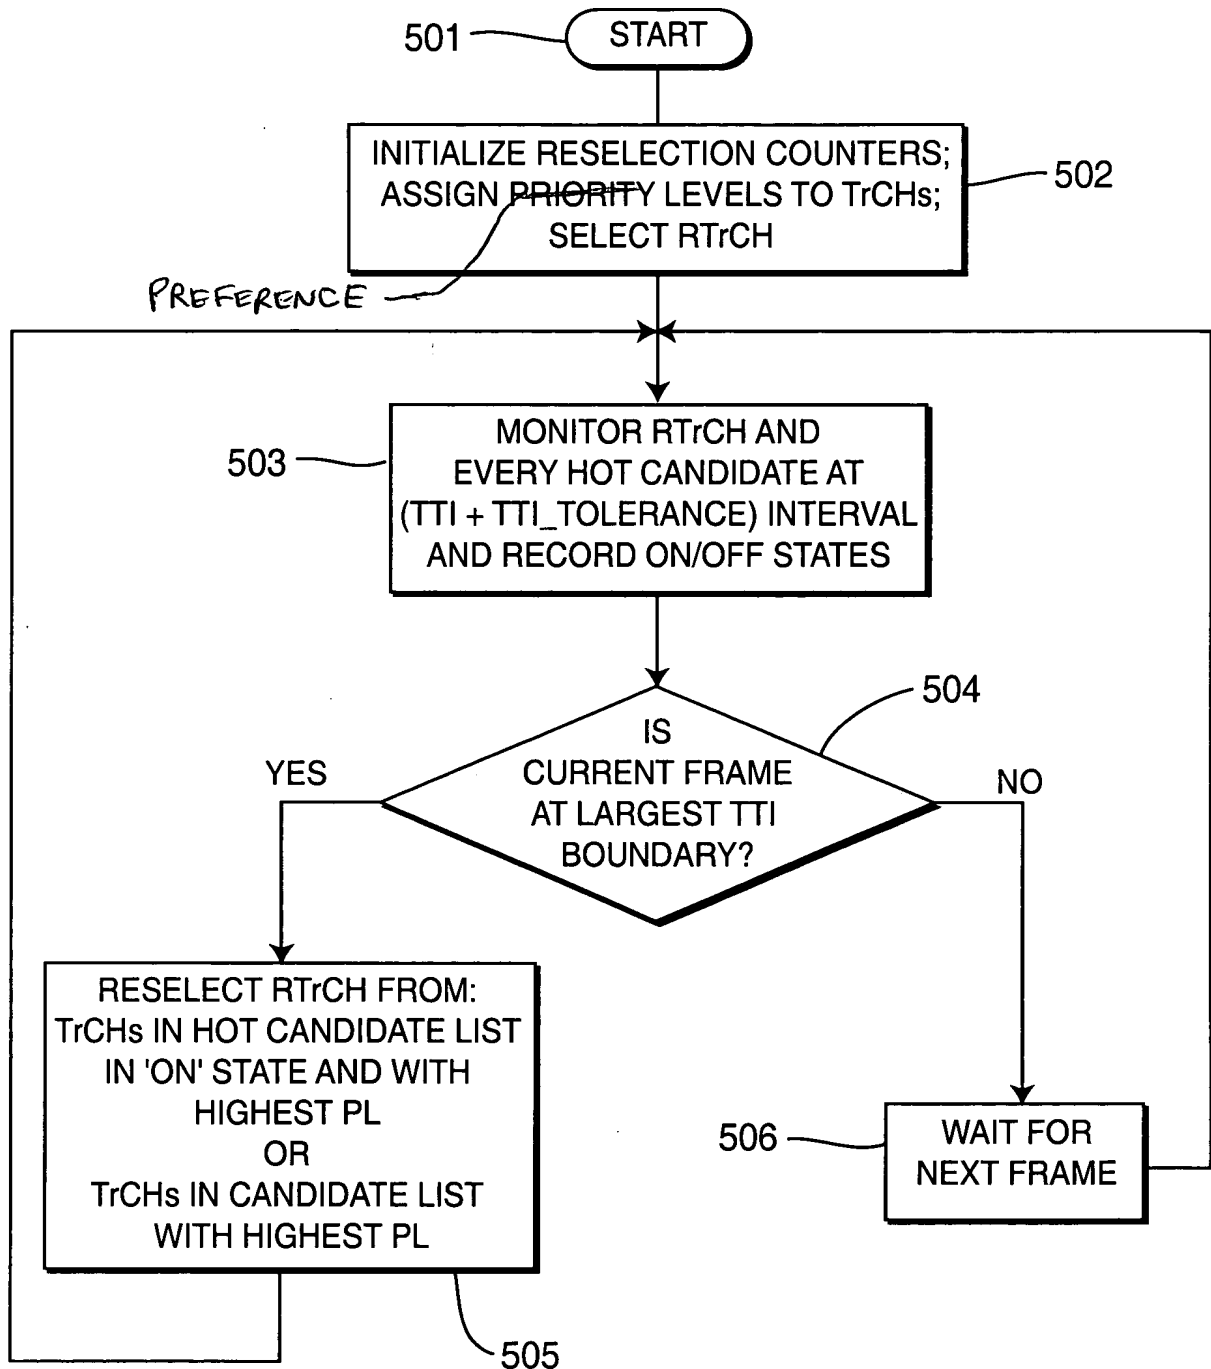 501
START
INITIALIZE RESELECTION COUNTERS;
ASSIGN PRIORITY LEVELS TO TrCHs;
SELECT RTrCH
502
PREFERENCE
503
MONITOR RTrCH AND
EVERY HOT CANDIDATE AT
(TTI + TTI_TOLERANCE) INTERVAL
AND RECORD ON/OFF STATES
504
IS
CURRENT FRAME
AT LARGEST TTI
BOUNDARY?
YES
NO
RESELECT RTrCH FROM:
TrCHs IN HOT CANDIDATE LIST
IN 'ON' STATE AND WITH
HIGHEST PL
OR
TrCHs IN CANDIDATE LIST
WITH HIGHEST PL
505
506
WAIT FOR
NEXT FRAME